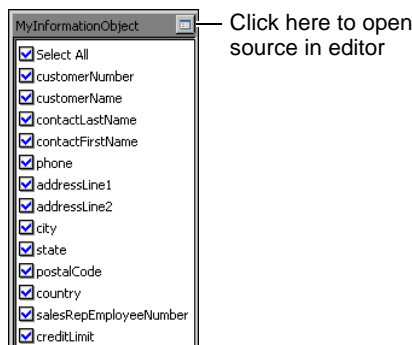 MyInformationObject
Click here to open
source in editor
Select All
customerNumber
customerName
contactLastName
contactFirstName
phone
addressLine1
addressLine2
city
state
postalCode
country
salesRepEmployeeNumber
creditLimit